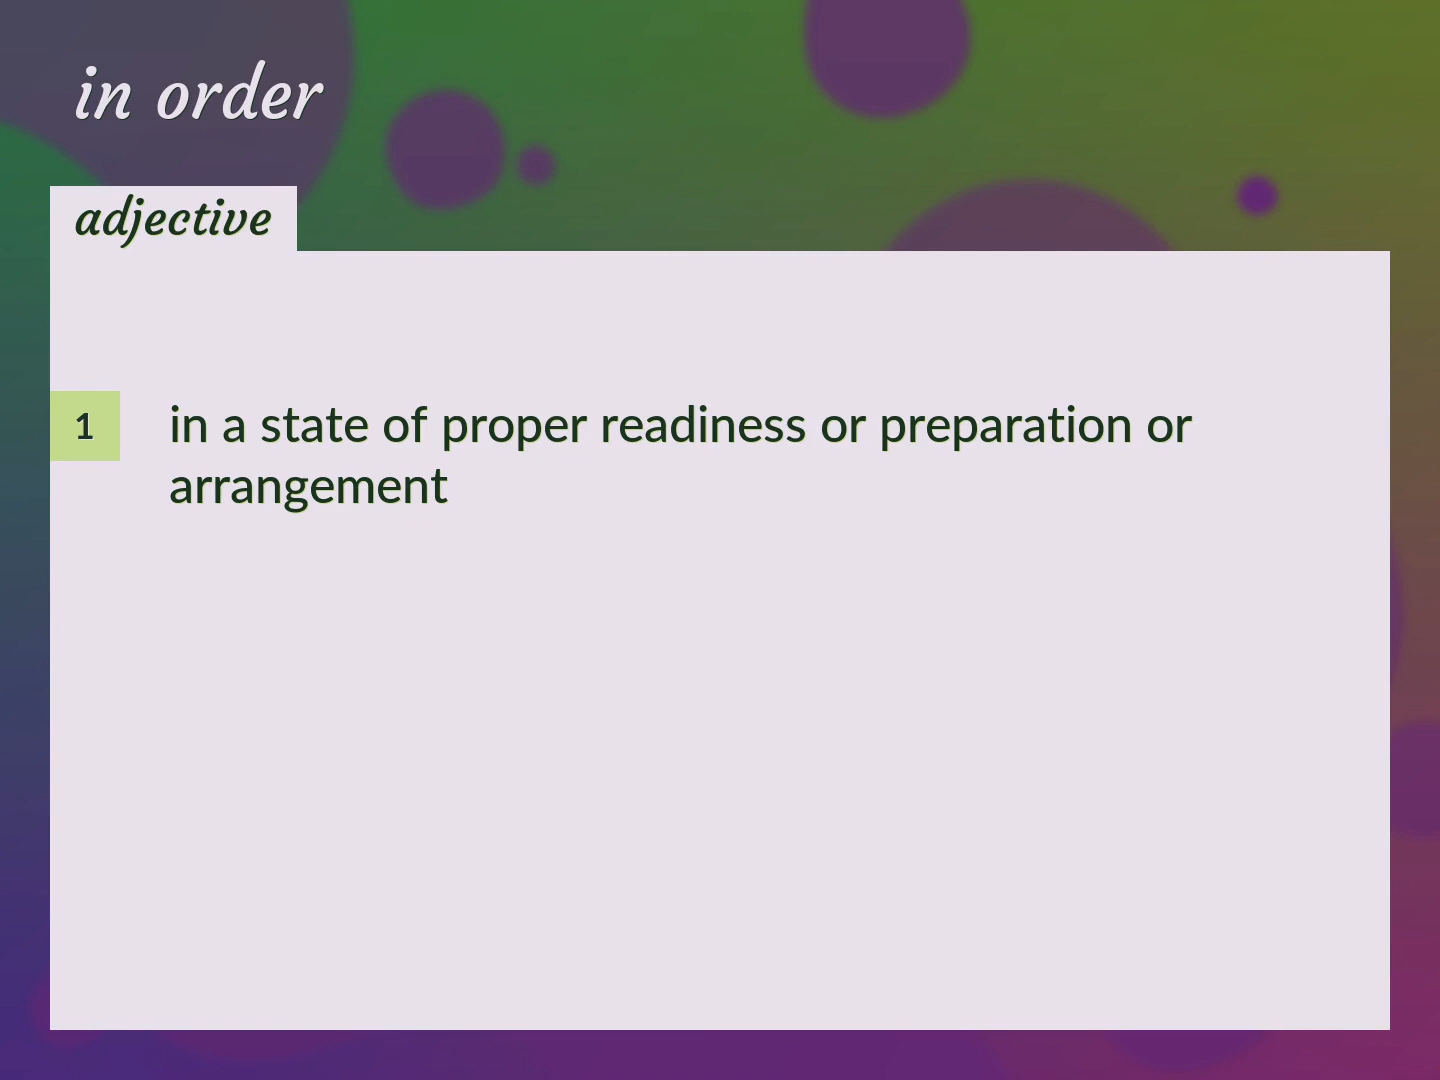 in order
adjective
1
in a state of proper readiness or preparation or
arrangement